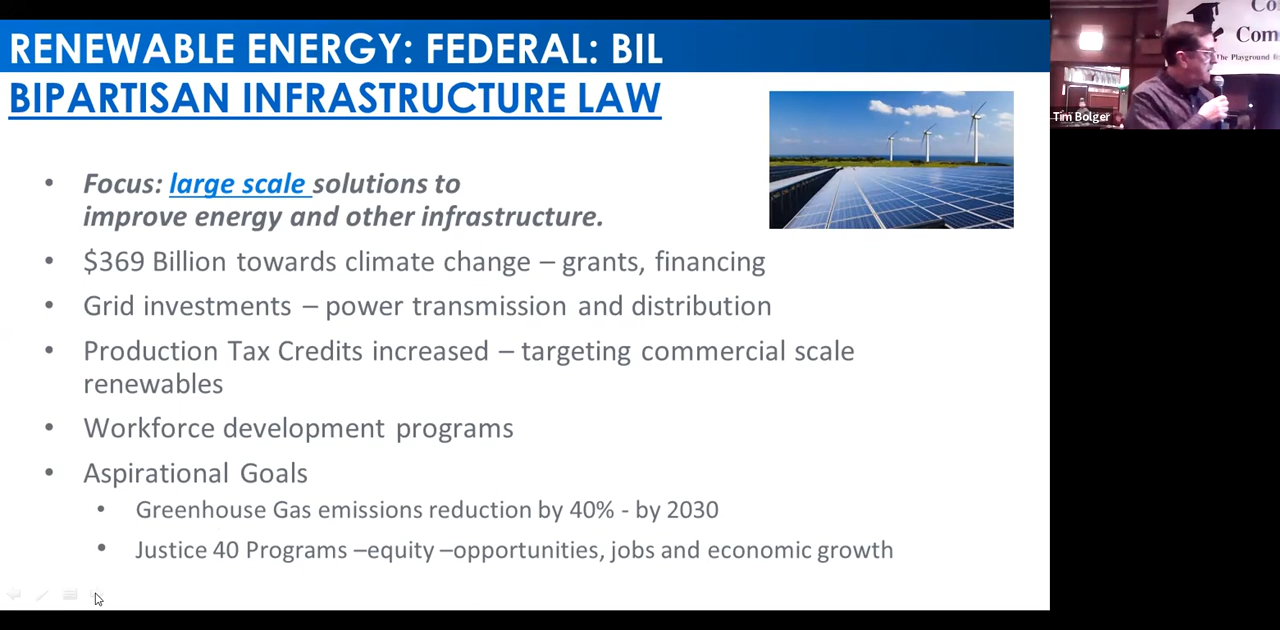 RENEWABLE ENERGY: FEDERAL: BIL
BIPARTISAN INFRASTRUCTURE LAW
• Focus: large scale solutions to
improve energy and other infrastructure.
• $369 Billion towards climate change – grants, financing
• Grid investments – power transmission and distribution
• Production Tax Credits increased – targeting commercial scale
renewables
• Workforce development programs
• Aspirational Goals
• Greenhouse Gas emissions reduction by 40% - by 2030
• Justice 40 Programs –equity –opportunities, jobs and economic growth
Com
The Playground
Tim Bolger